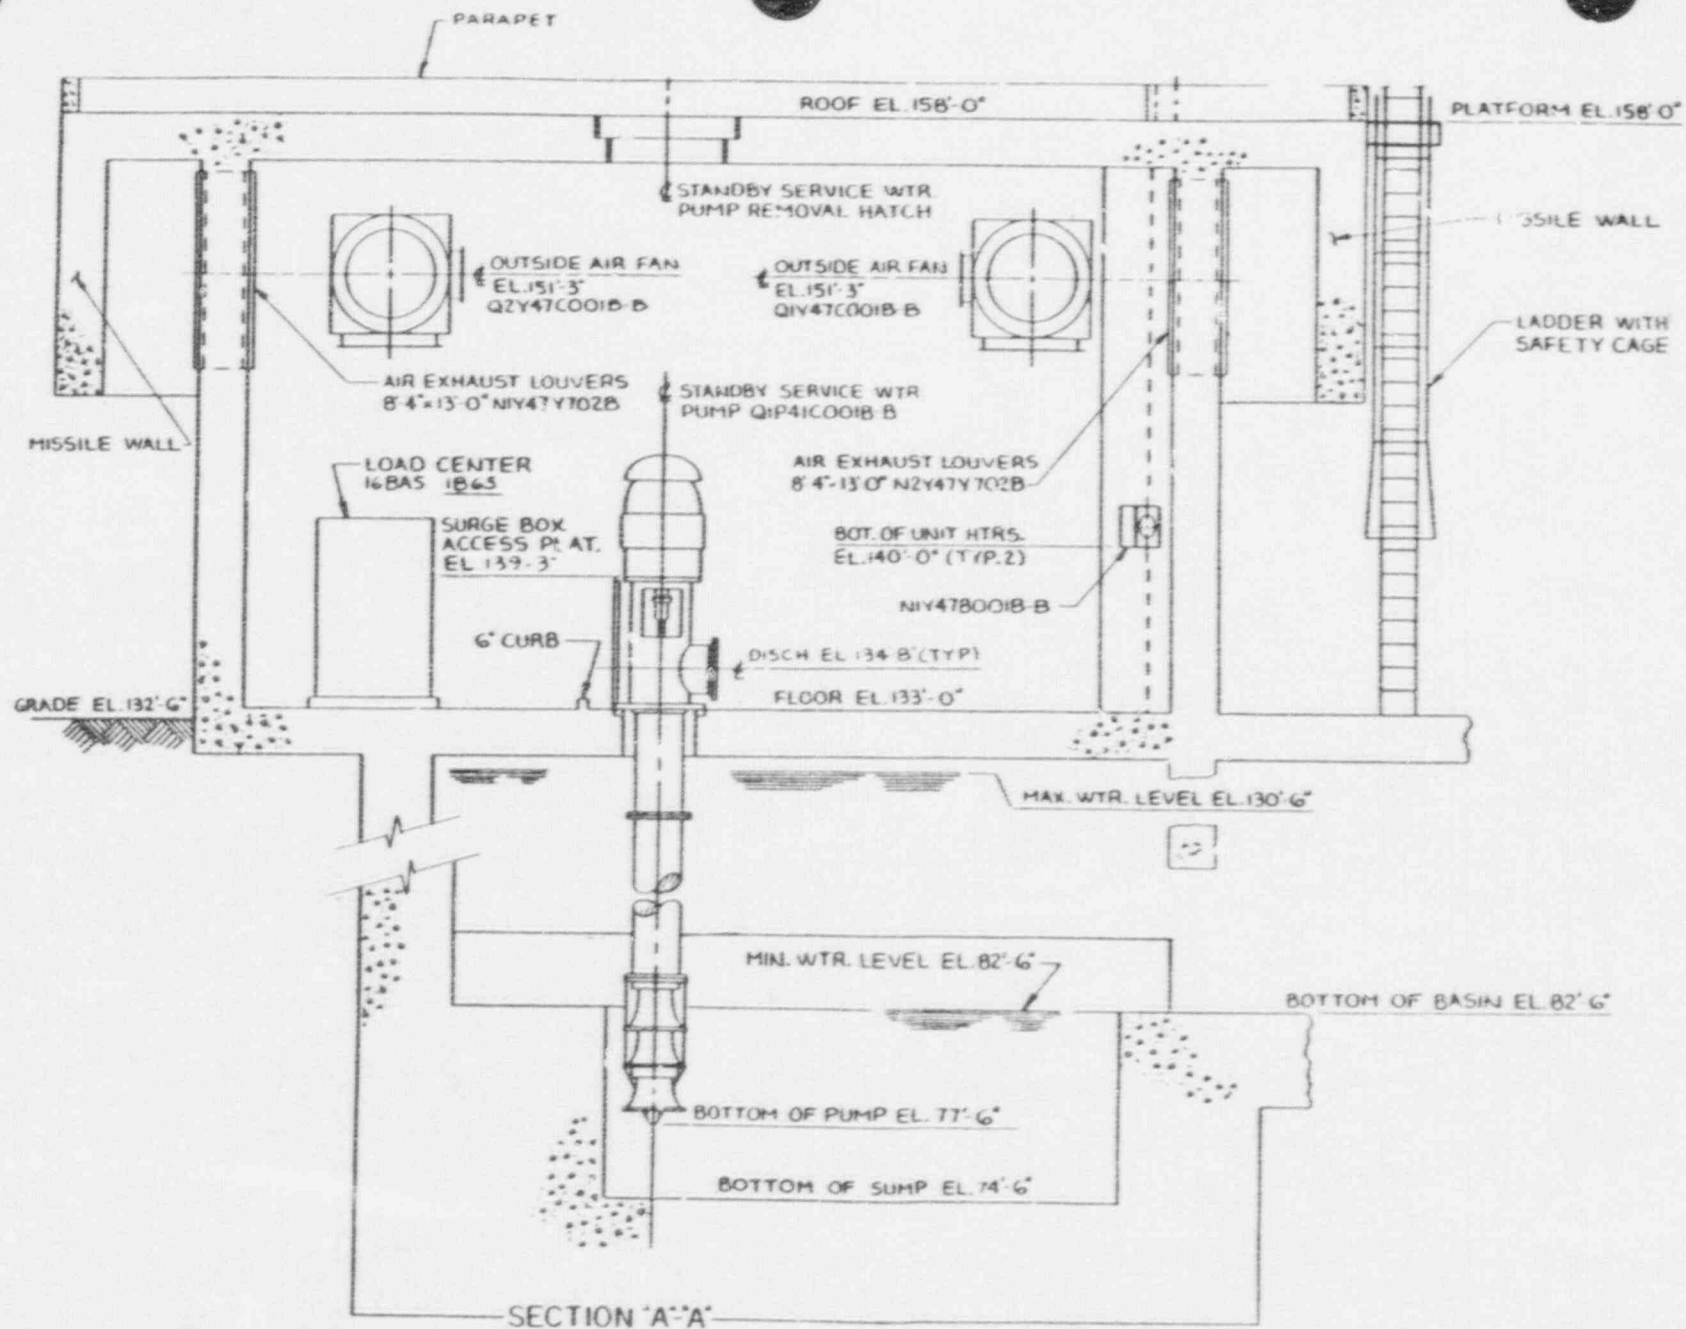 PARAPET
ROOF EL. 158'-0"
PLATFORM EL. 158'-0"
STANDBY SERVICE WTR.
PUMP REMOVAL HATCH
SSILE WALL
OUTSIDE AIR FAN
EL. 151'-3"
Q2Y47C001B-B
OUTSIDE AIR FAN
EL. 151'-3"
Q1Y47C001B-B
LADDER WITH
SAFETY CAGE
AIR EXHAUST LOUVERS
8'-4"x13'-0" N1Y47Y702B
STANDBY SERVICE WTR.
PUMP Q1P41C001B-B
MISSILE WALL
LOAD CENTER
16BA5 1B65
AIR EXHAUST LOUVERS
8'-4"-13'-0" N2Y47Y702B
SURGE BOX
ACCESS PLAT.
EL 139-3"
BOT. OF UNIT HTRS.
EL. 140'-0" (TYP. 2)
N1Y47B001B-B
6" CURB
DISCH EL 134'-8" (TYP)
FLOOR EL. 133'-0"
GRADE EL. 132'-6"
MAX. WTR. LEVEL EL. 130'-6"
MIN. WTR. LEVEL EL. 82'-6"
BOTTOM OF BASIN EL. 82'-6"
BOTTOM OF PUMP EL. 77'-6"
BOTTOM OF SUMP EL. 74'-6"
SECTION "A"-"A"